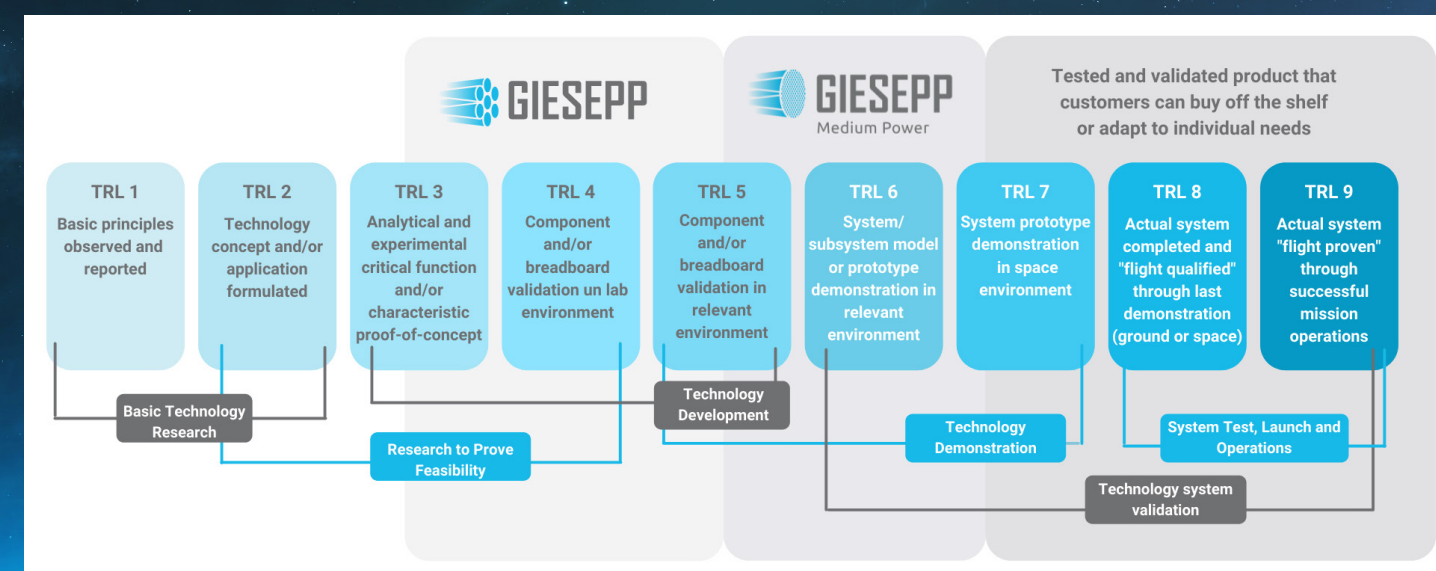 GIESEPP
GIESEPP
Medium Power
Tested and validated product that
customers can buy off the shelf
or adapt to individual needs
TRL 1
Basic principles
observed and
reported
TRL 2
Technology
concept and/or
application
formulated
TRL 3
Analytical and
experimental
critical function
and/or
characteristic
proof-of-concept
TRL 4
Component
and/or
breadboard
validation un lab
environment
TRL 5
Component
and/or
breadboard
validation in
relevant
environment
TRL 6
System/
subsystem model
or prototype
demonstration in
relevant
environment
TRL 7
System prototype
demonstration
in space
environment
TRL 8
Actual system
completed and
"flight qualified"
through last
demonstration
(ground or space)
TRL 9
Actual system
"flight proven"
through
successful
mission
operations
Basic Technology
Research
Research to Prove
Feasibility
Technology
Development
Technology
Demonstration
System Test, Launch and
Operations
Technology system
validation